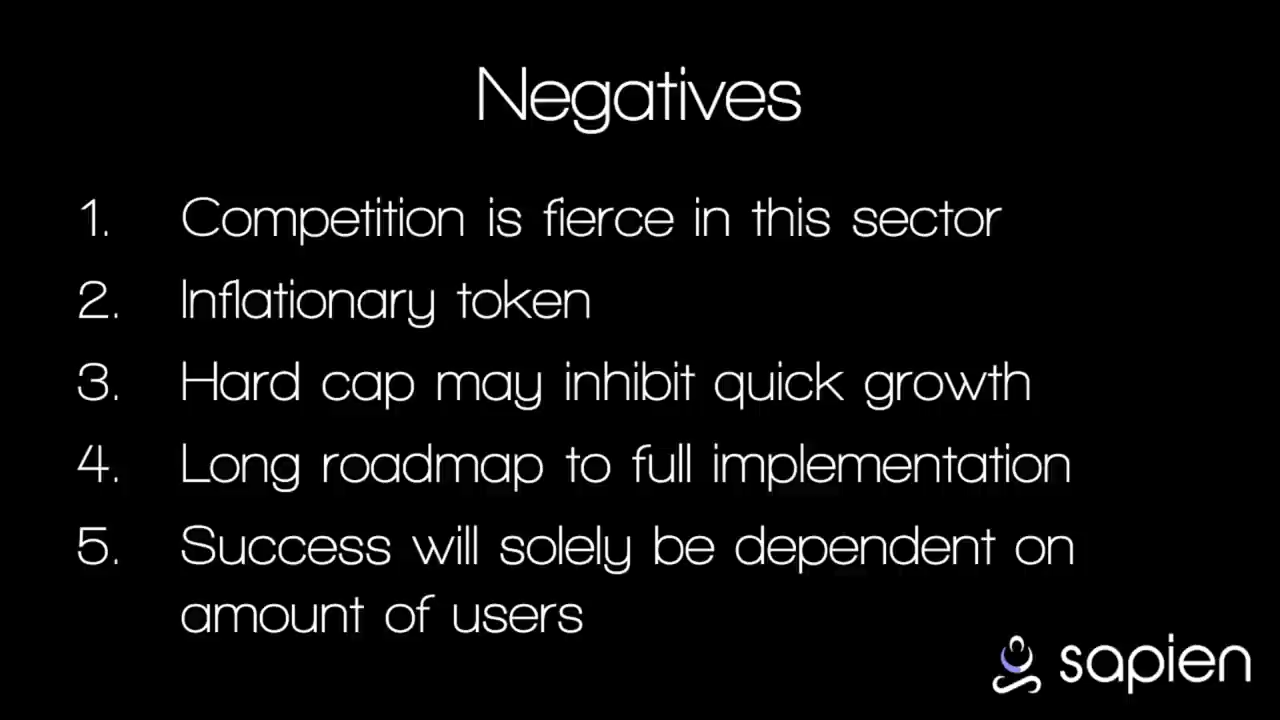 Negatives
1. Competition is fierce in this sector
2. Inflationary token
3. Hard cap may inhibit quick growth
4. Long roadmap to full implementation
5. Success will solely be dependent on
amount of users
sapien